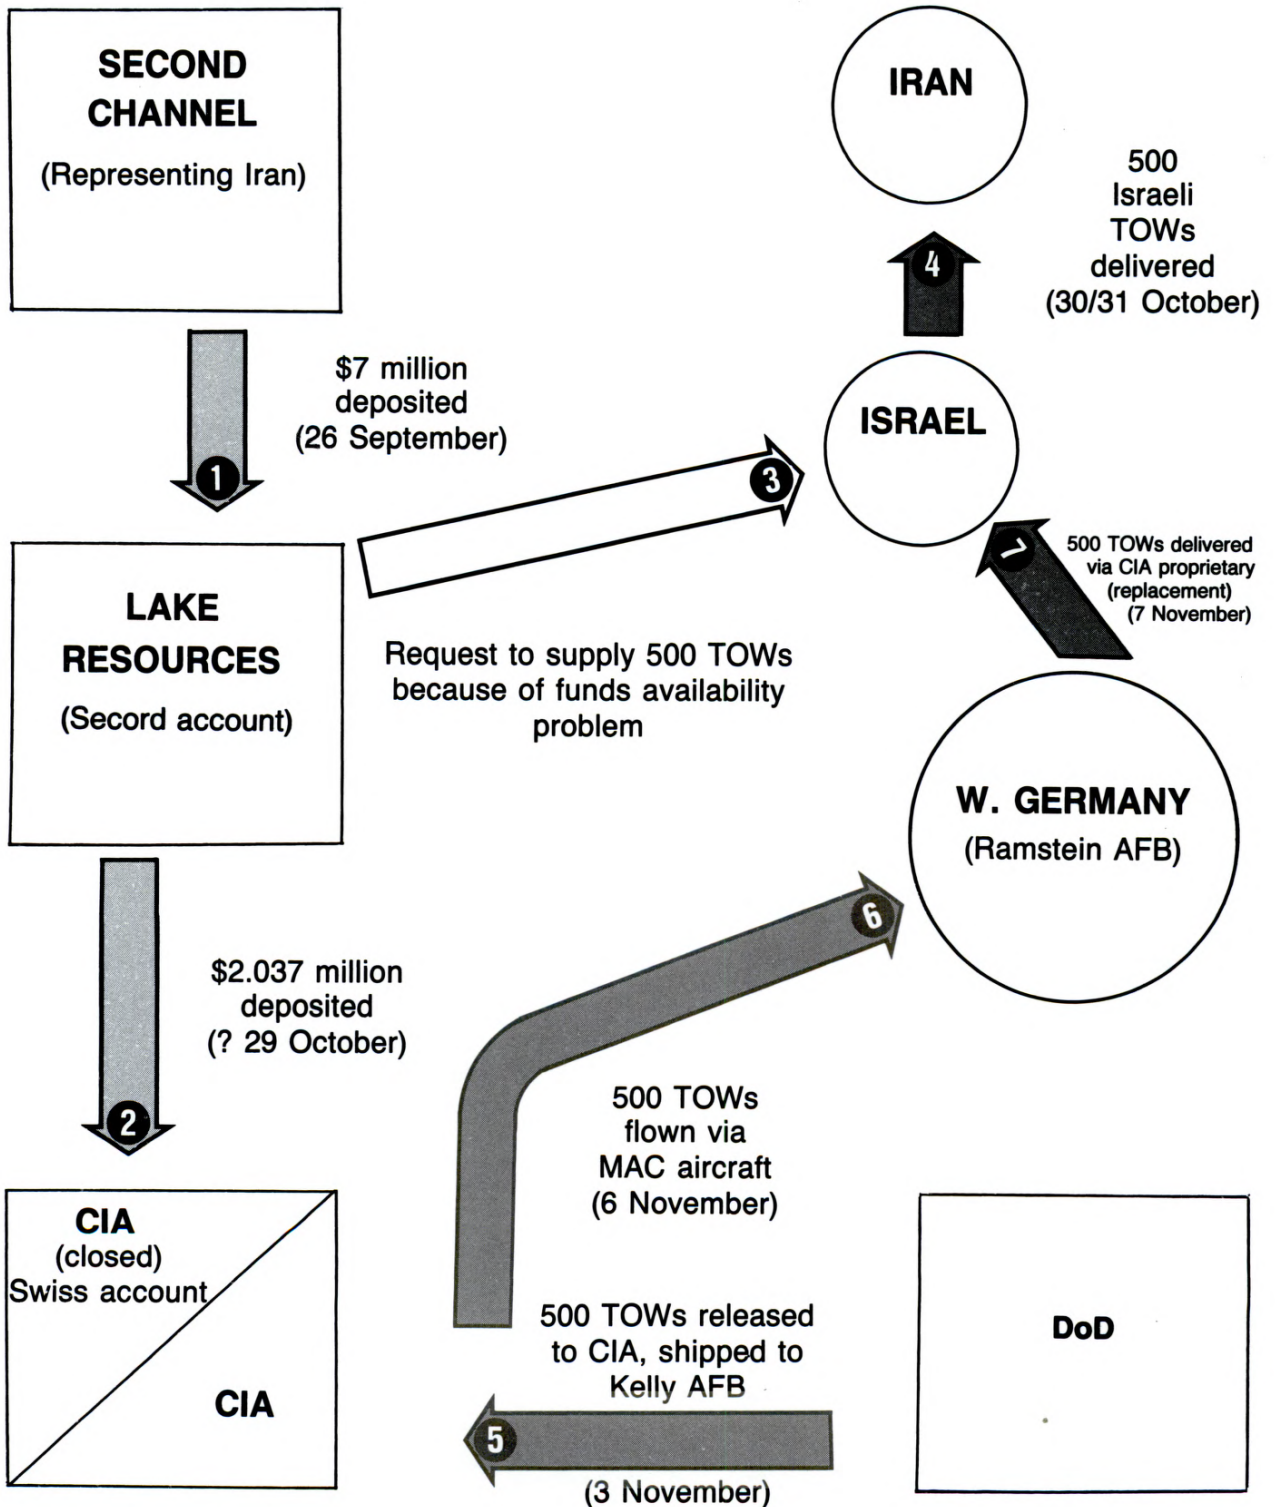 SECOND
CHANNEL
(Representing Iran)
IRAN
500
Israeli
TOWs
delivered
(30/31 October)
4
$7 million
deposited
(26 September)
1
ISRAEL
3
LAKE
RESOURCES
(Second account)
Request to supply 500 TOWs
because of funds availability
problem
7
500 TOWs delivered
via CIA proprietary
(replacement)
(7 November)
W. GERMANY
(Ramstein AFB)
6
$2.037 million
deposited
(? 29 October)
2
500 TOWs
flown via
MAC aircraft
(6 November)
CIA
(closed)
Swiss account
CIA
500 TOWs released
to CIA, shipped to
Kelly AFB
5
(3 November)
DoD